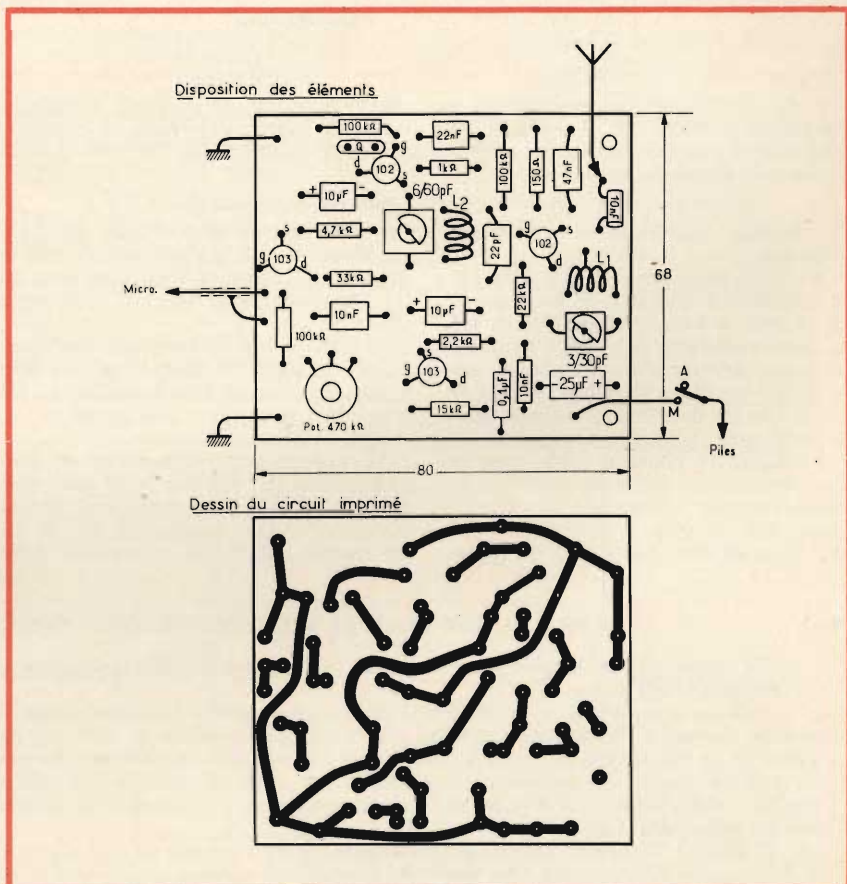 Disposition des éléments
100kΩ
Q
g
d
102
s
22nF
1kΩ
6/60pF
L2
100kΩ
150Ω
47nF
10nF
+ 10µF -
4,7kΩ
s
g
103
d
33kΩ
22pF
g
s
102
d
L1
68
Micro.
100kΩ
10nF
+ 10µF -
22kΩ
2,2kΩ
3/30pF
s
g
103
d
Pot. 470 kΩ
15kΩ
0,1µF
10nF
-25µF +
A
M
Piles
80
Dessin du circuit imprimé